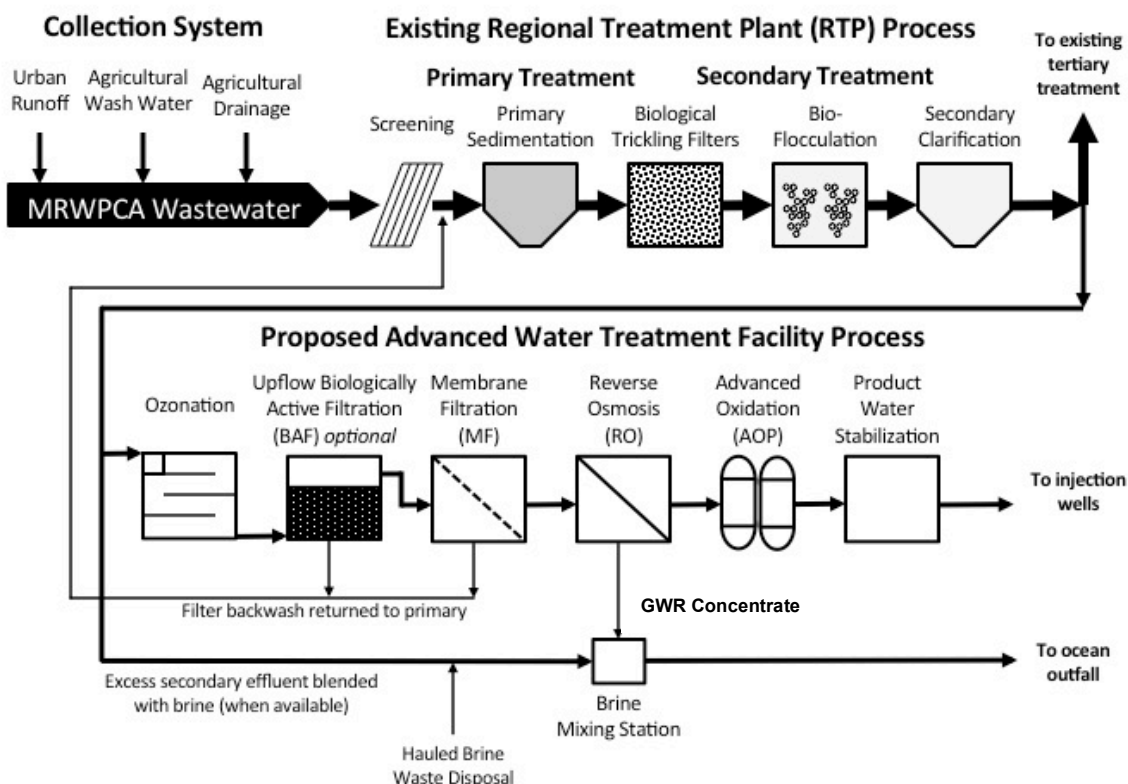 Collection System
Existing Regional Treatment Plant (RTP) Process
To existing
tertiary
treatment
Urban
Runoff
Agricultural
Wash Water
Agricultural
Drainage
Primary Treatment
Secondary Treatment
Screening
Primary
Sedimentation
Biological
Trickling Filters
Bio-
Flocculation
Secondary
Clarification
MRWPCA Wastewater
Proposed Advanced Water Treatment Facility Process
Ozonation
Upflow Biologically
Active Filtration
(BAF) optional
Membrane
Filtration
(MF)
Reverse
Osmosis
(RO)
Advanced
Oxidation
(AOP)
Product
Water
Stabilization
To injection
wells
Filter backwash returned to primary
GWR Concentrate
To ocean
outfall
Excess secondary effluent blended
with brine (when available)
Brine
Mixing Station
Hauled Brine
Waste Disposal